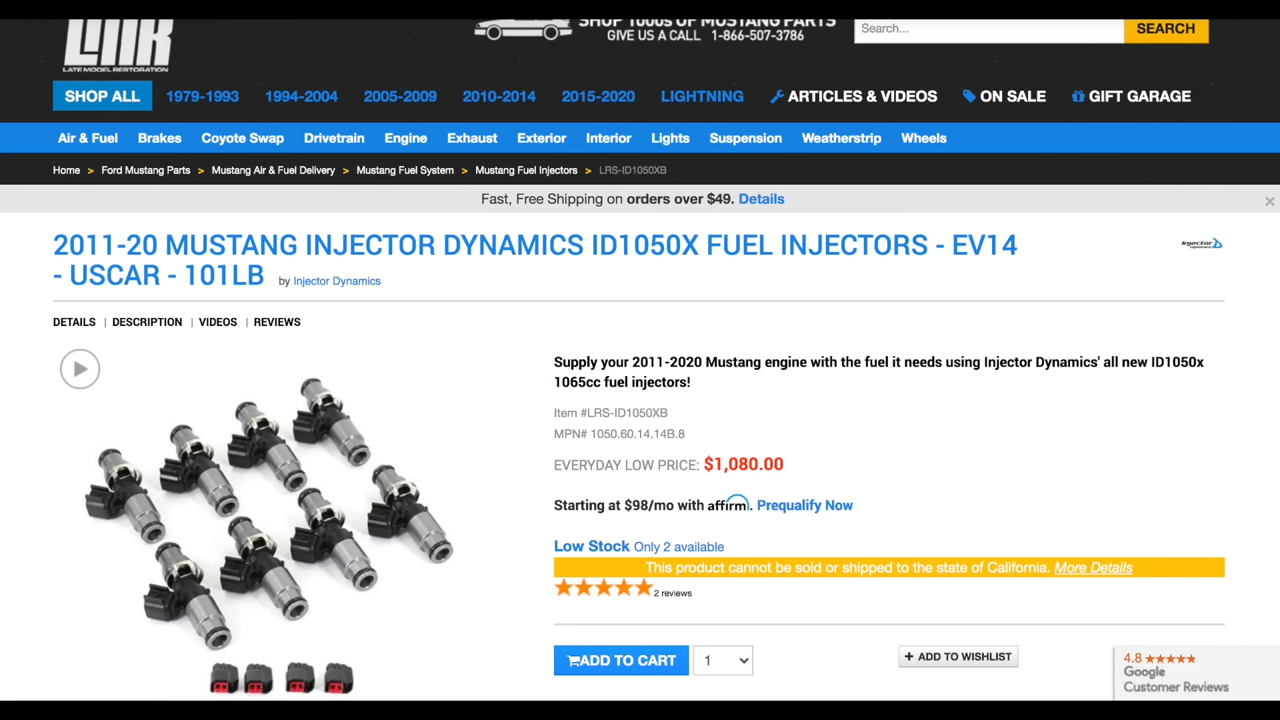 LMR
LATE MODEL RESTORATION
SHOP 1000s OF MUSTANG PARTS
GIVE US A CALL 1-866-507-3786
Search...
SEARCH
SHOP ALL 1979-1993 1994-2004 2005-2009 2010-2014 2015-2020 LIGHTNING ARTICLES & VIDEOS ON SALE GIFT GARAGE
Air & Fuel Brakes Coyote Swap Drivetrain Engine Exhaust Exterior Interior Lights Suspension Weatherstrip Wheels
Home > Ford Mustang Parts > Mustang Air & Fuel Delivery > Mustang Fuel System > Mustang Fuel Injectors > LRS-ID1050XB
Fast, Free Shipping on orders over $49. Details ×
2011-20 MUSTANG INJECTOR DYNAMICS ID1050X FUEL INJECTORS - EV14
- USCAR - 101LB by Injector Dynamics
Injector Dynamics
DETAILS | DESCRIPTION | VIDEOS | REVIEWS
Supply your 2011-2020 Mustang engine with the fuel it needs using Injector Dynamics' all new ID1050x
1065cc fuel injectors!
Item #LRS-ID1050XB
MPN# 1050.60.14.14B.8
EVERYDAY LOW PRICE: $1,080.00
Starting at $98/mo with affirm. Prequalify Now
Low Stock Only 2 available
This product cannot be sold or shipped to the state of California. More Details
2 reviews
ADD TO CART 1 + ADD TO WISHLIST
4.8
Google
Customer Reviews